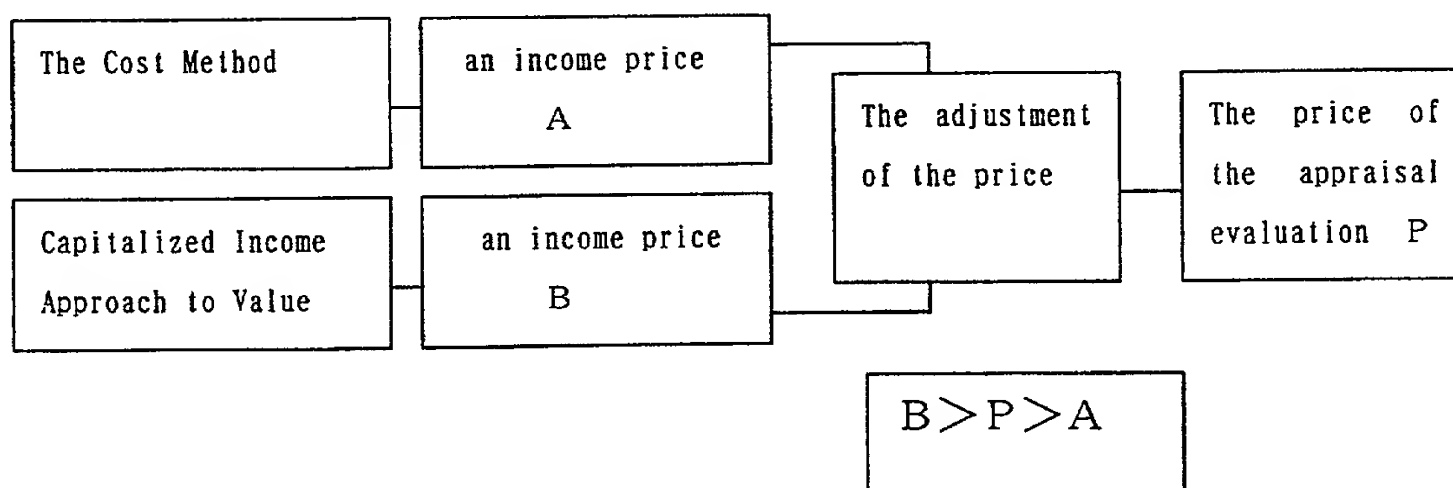 The Cost Method
an income price
A
Capitalized Income
Approach to Value
an income price
B
The adjustment
of the price
The price of
the appraisal
evaluation P
B>P>A